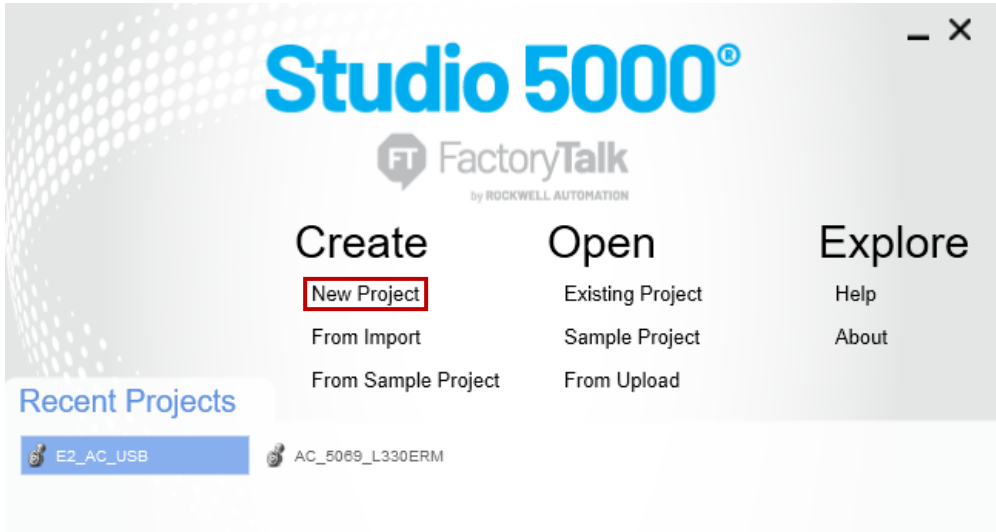 Studio 5000®
FT FactoryTalk
by ROCKWELL AUTOMATION
Create
New Project
From Import
From Sample Project
Open
Existing Project
Sample Project
From Upload
Explore
Help
About
Recent Projects
E2_AC_USB
AC_5069_L330ERM